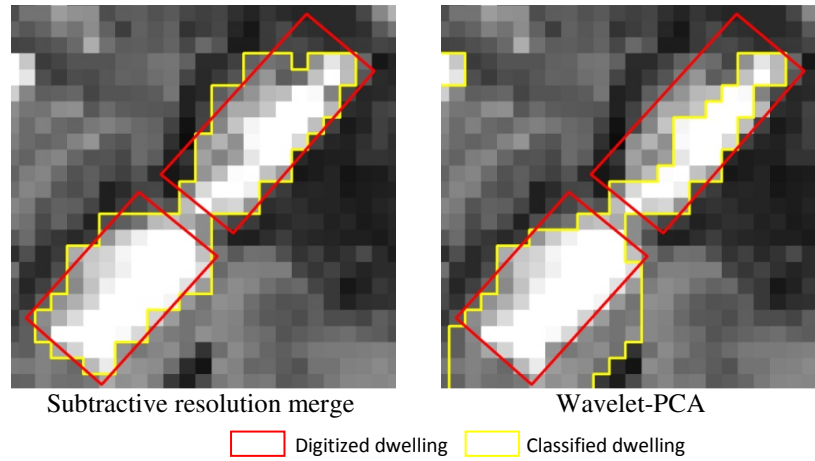 Subtractive resolution merge
Wavelet-PCA
Digitized dwelling
Classified dwelling